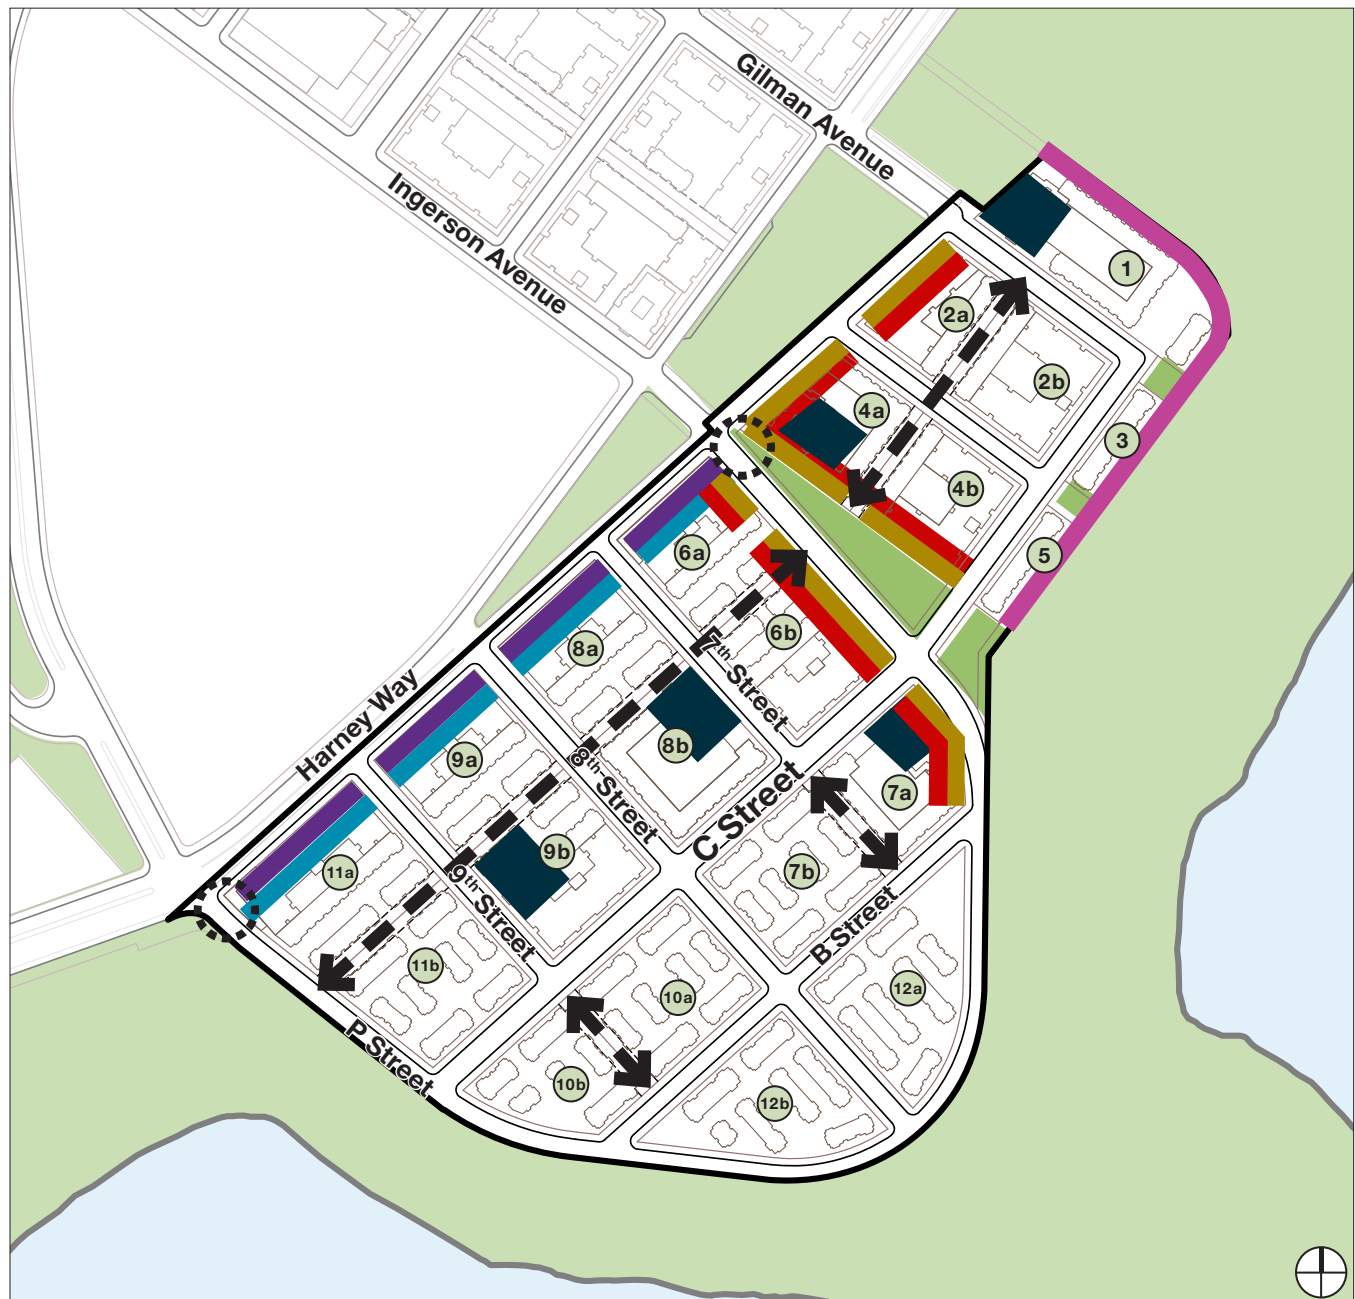 Gilman Avenue
Ingerson Avenue
1
2a
2b
3
4a
4b
5
6a
6b
7th Street
8a
8b
8th Street
Harney Way
9a
9b
9th Street
C Street
7a
7b
B Street
11a
11b
10a
10b
12a
12b
P Street